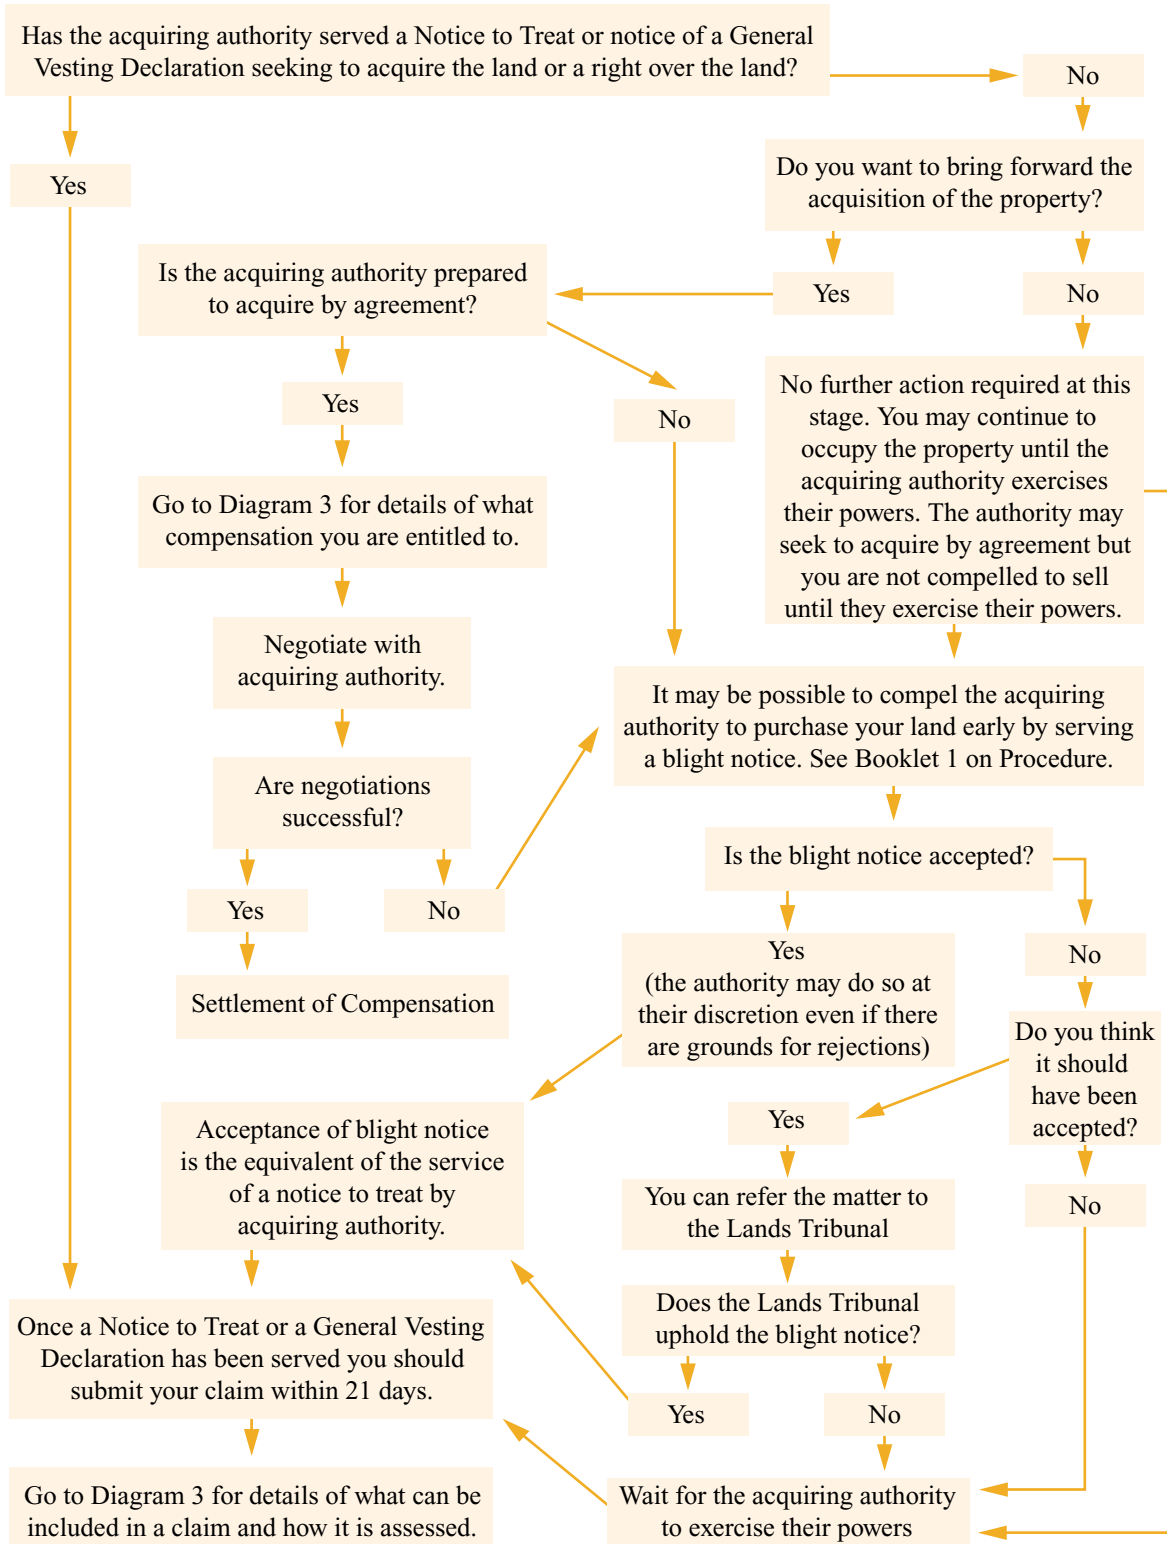 Has the acquiring authority served a Notice to Treat or notice of a General
Vesting Declaration seeking to acquire the land or a right over the land?
No
Yes
Do you want to bring forward the
acquisition of the property?
Yes
No
Is the acquiring authority prepared
to acquire by agreement?
Yes
No
No further action required at this
stage. You may continue to
occupy the property until the
acquiring authority exercises
their powers. The authority may
seek to acquire by agreement but
you are not compelled to sell
until they exercise their powers.
Go to Diagram 3 for details of what
compensation you are entitled to.
Negotiate with
acquiring authority.
Are negotiations
successful?
Yes
No
Settlement of Compensation
It may be possible to compel the acquiring
authority to purchase your land early by serving
a blight notice. See Booklet 1 on Procedure.
Is the blight notice accepted?
Yes
(the authority may do so at
their discretion even if there
are grounds for rejections)
No
Do you think
it should
have been
accepted?
Yes
No
Acceptance of blight notice
is the equivalent of the service
of a notice to treat by
acquiring authority.
You can refer the matter to
the Lands Tribunal
Does the Lands Tribunal
uphold the blight notice?
Yes
No
Once a Notice to Treat or a General Vesting
Declaration has been served you should
submit your claim within 21 days.
Go to Diagram 3 for details of what can be
included in a claim and how it is assessed.
Wait for the acquiring authority
to exercise their powers